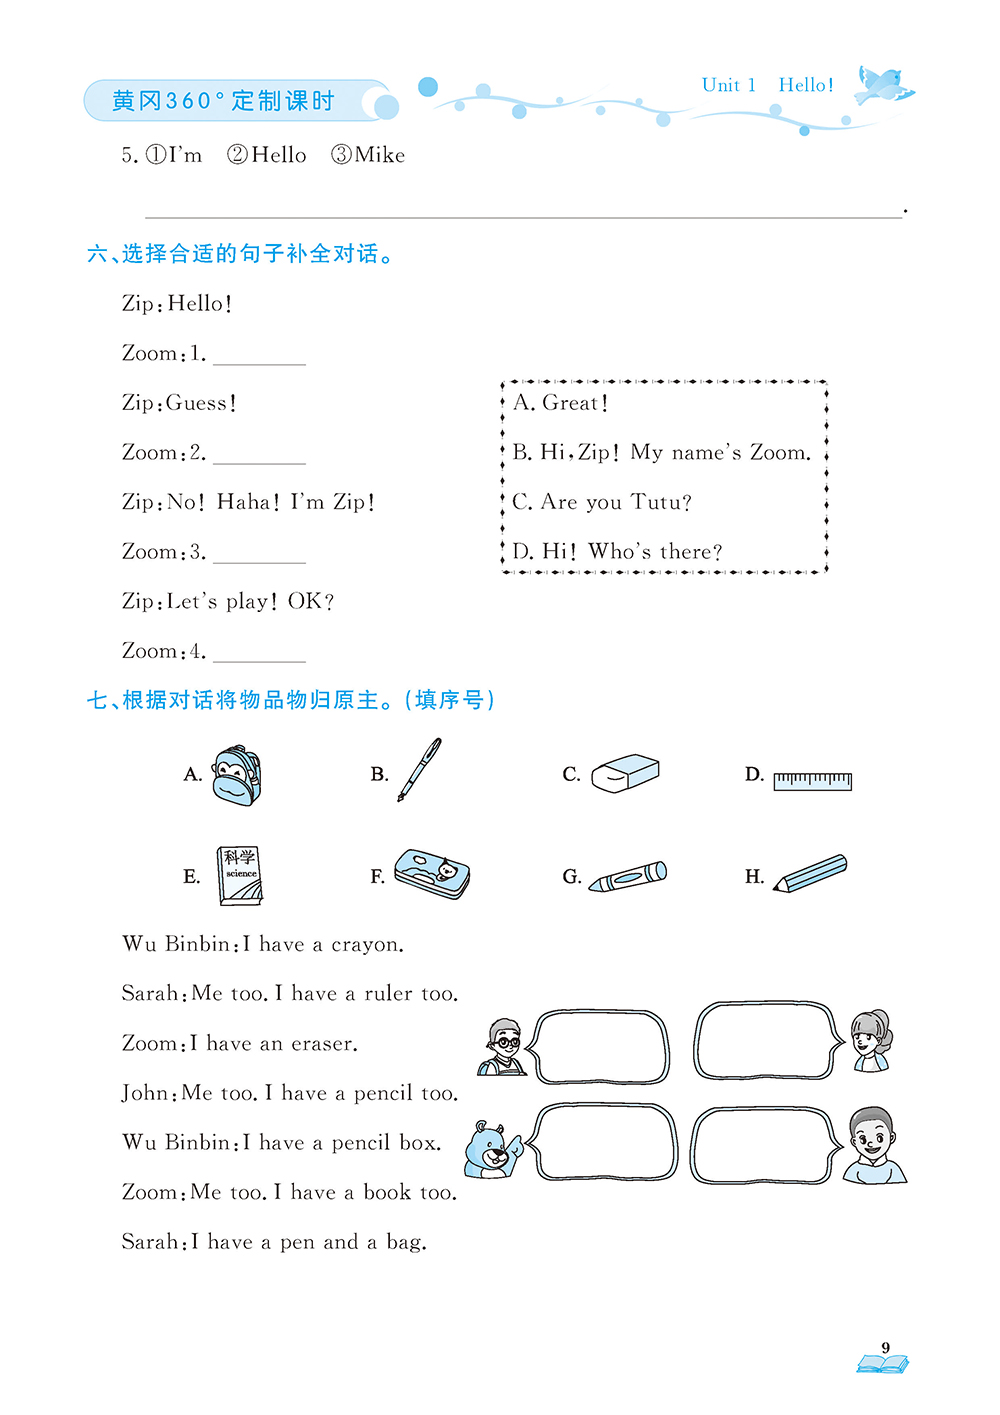 黄冈360°定制课时
Unit 1 Hello!
5. ①I'm ②Hello ③Mike
.
六、选择合适的句子补全对话。
Zip:Hello!
Zoom:1.
Zip:Guess!
Zoom:2.
Zip:No! Haha! I'm Zip!
Zoom:3.
Zip:Let's play! OK?
Zoom:4.
A. Great!
B. Hi,Zip! My name's Zoom.
C. Are you Tutu?
D. Hi! Who's there?
七、根据对话将物品物归原主。(填序号)
A. B. C. D.
E. 科学 science F. G. H.
Wu Binbin:I have a crayon.
Sarah:Me too. I have a ruler too.
Zoom:I have an eraser.
John:Me too. I have a pencil too.
Wu Binbin:I have a pencil box.
Zoom:Me too. I have a book too.
Sarah:I have a pen and a bag.
9